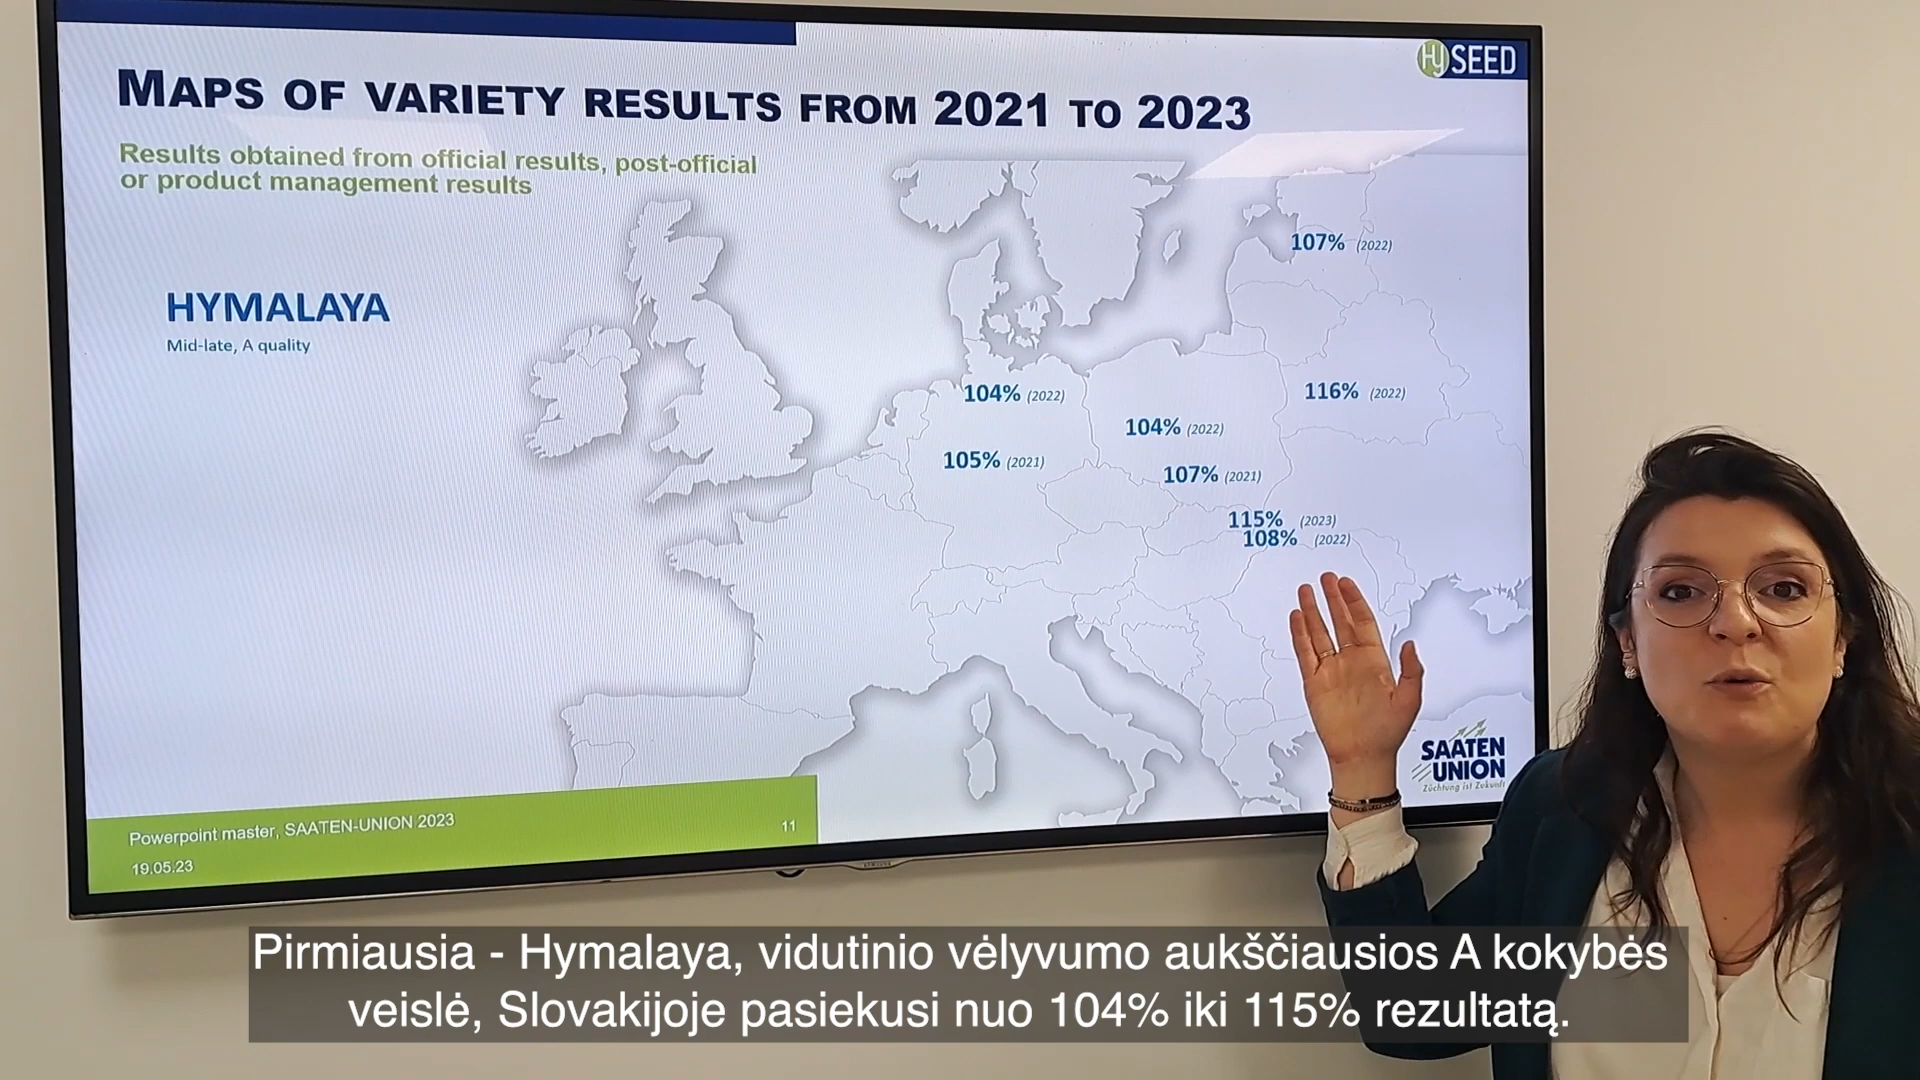 Hy SEED
MAPS OF VARIETY RESULTS FROM 2021 TO 2023
Results obtained from official results, post-official
or product management results
107% (2022)
HYMALAYA
Mid-late, A quality
104% (2022)
116% (2022)
104% (2022)
105% (2021)
107% (2021)
115% (2023)
108% (2022)
SAATEN
UNION
Züchtung ist Zukunft
Powerpoint master, SAATEN-UNION 2023
11
19.05.23
SAMSUNG
Pirmiausia - Hymalaya, vidutinio vėlyvumo aukščiausios A kokybės
veislė, Slovakijoje pasiekusi nuo 104% iki 115% rezultatą.